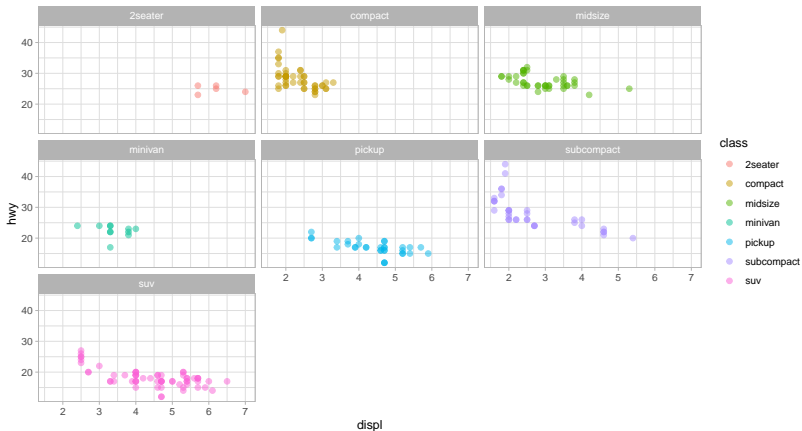 2seater compact midsize
40
30
20
minivan pickup subcompact
40
30
20
2 3 4 5 6 7 2 3 4 5 6 7
suv
40
30
20
2 3 4 5 6 7
hwy
displ
class
2seater
compact
midsize
minivan
pickup
subcompact
suv